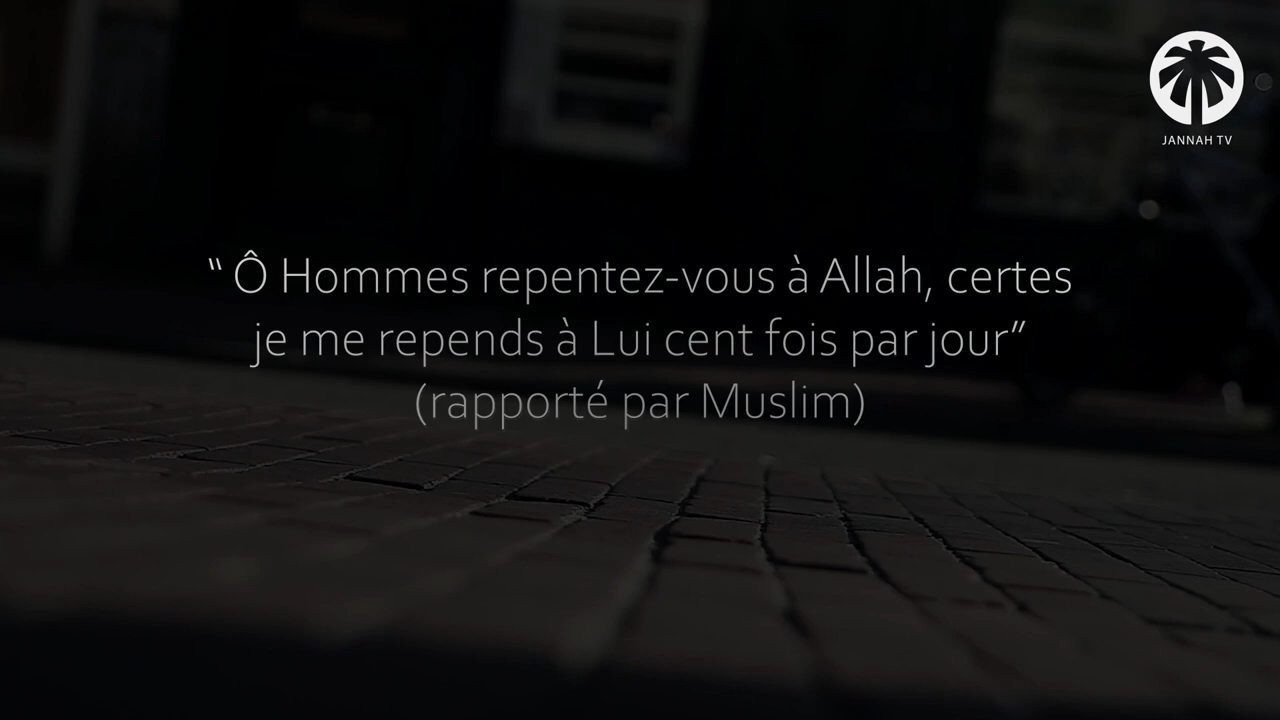 JANNAH TV
“ Ô Hommes repentez-vous à Allah, certes
je me repends à Lui cent fois par jour”
(rapporté par Muslim)